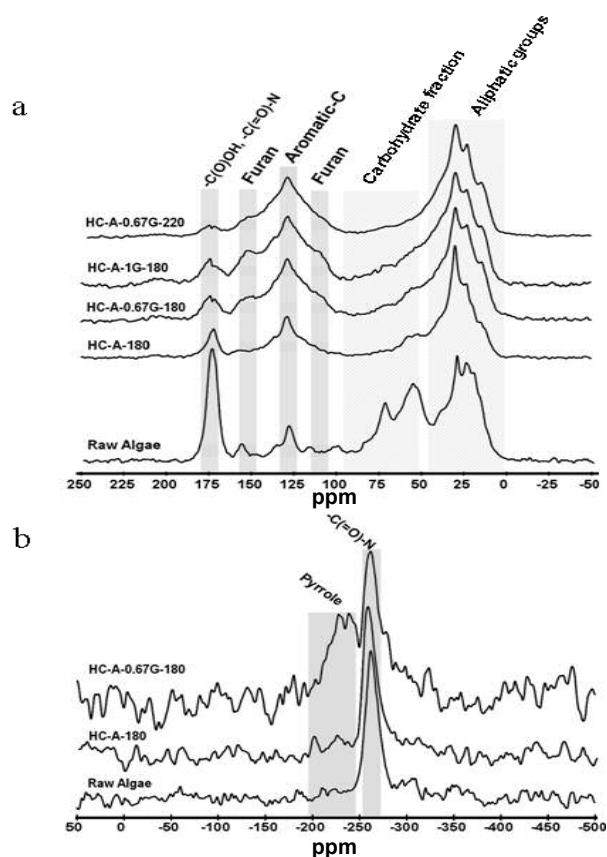 a
-C(O)OH, -C(=O)-N
Furan
Aromatic-C
Furan
Carbohydrate fraction
Aliphatic groups
HC-A-0.67G-220
HC-A-1G-180
HC-A-0.67G-180
HC-A-180
Raw Algae
250 225 200 175 150 125 100 75 50 25 0 -25 -50
ppm
b
-C(=O)-N
Pyrrole
HC-A-0.67G-180
HC-A-180
Raw Algae
50 0 -50 -100 -150 -200 -250 -300 -350 -400 -450 -500
ppm